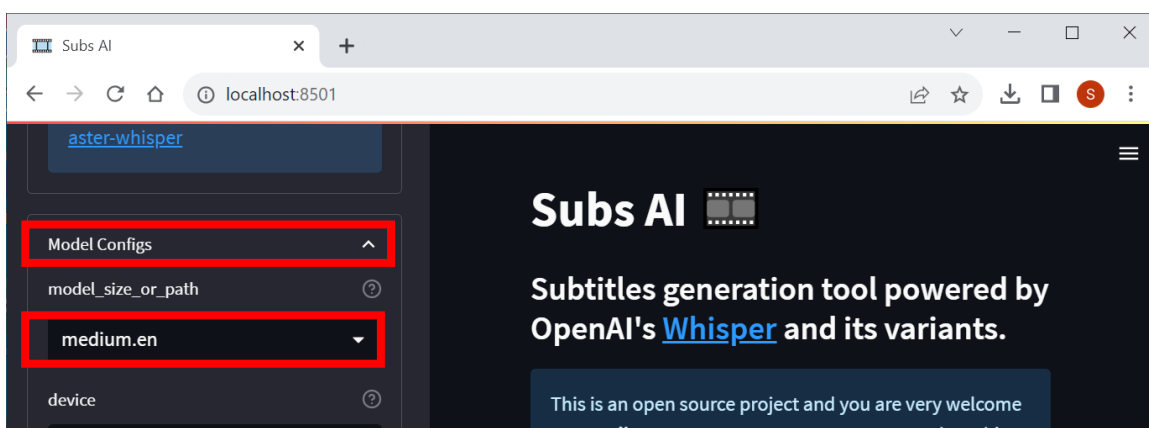 Subs AI
localhost:8501
S
aster-whisper
Model Configs
model_size_or_path
medium.en
device
Subs AI
Subtitles generation tool powered by
OpenAI's Whisper and its variants.
This is an open source project and you are very welcome